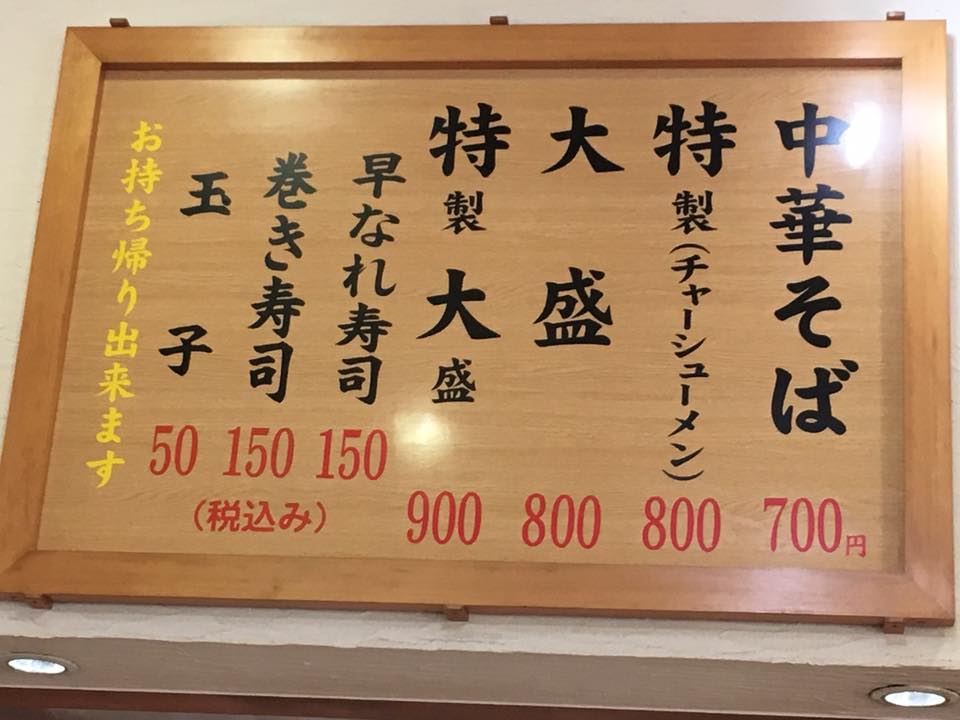 中華そば 700円
特製(チャーシューメン) 800
大盛 800
特製大盛 900
早なれ寿司 150
巻き寿司 150
玉子 50
(税込み)
お持ち帰り出来ます